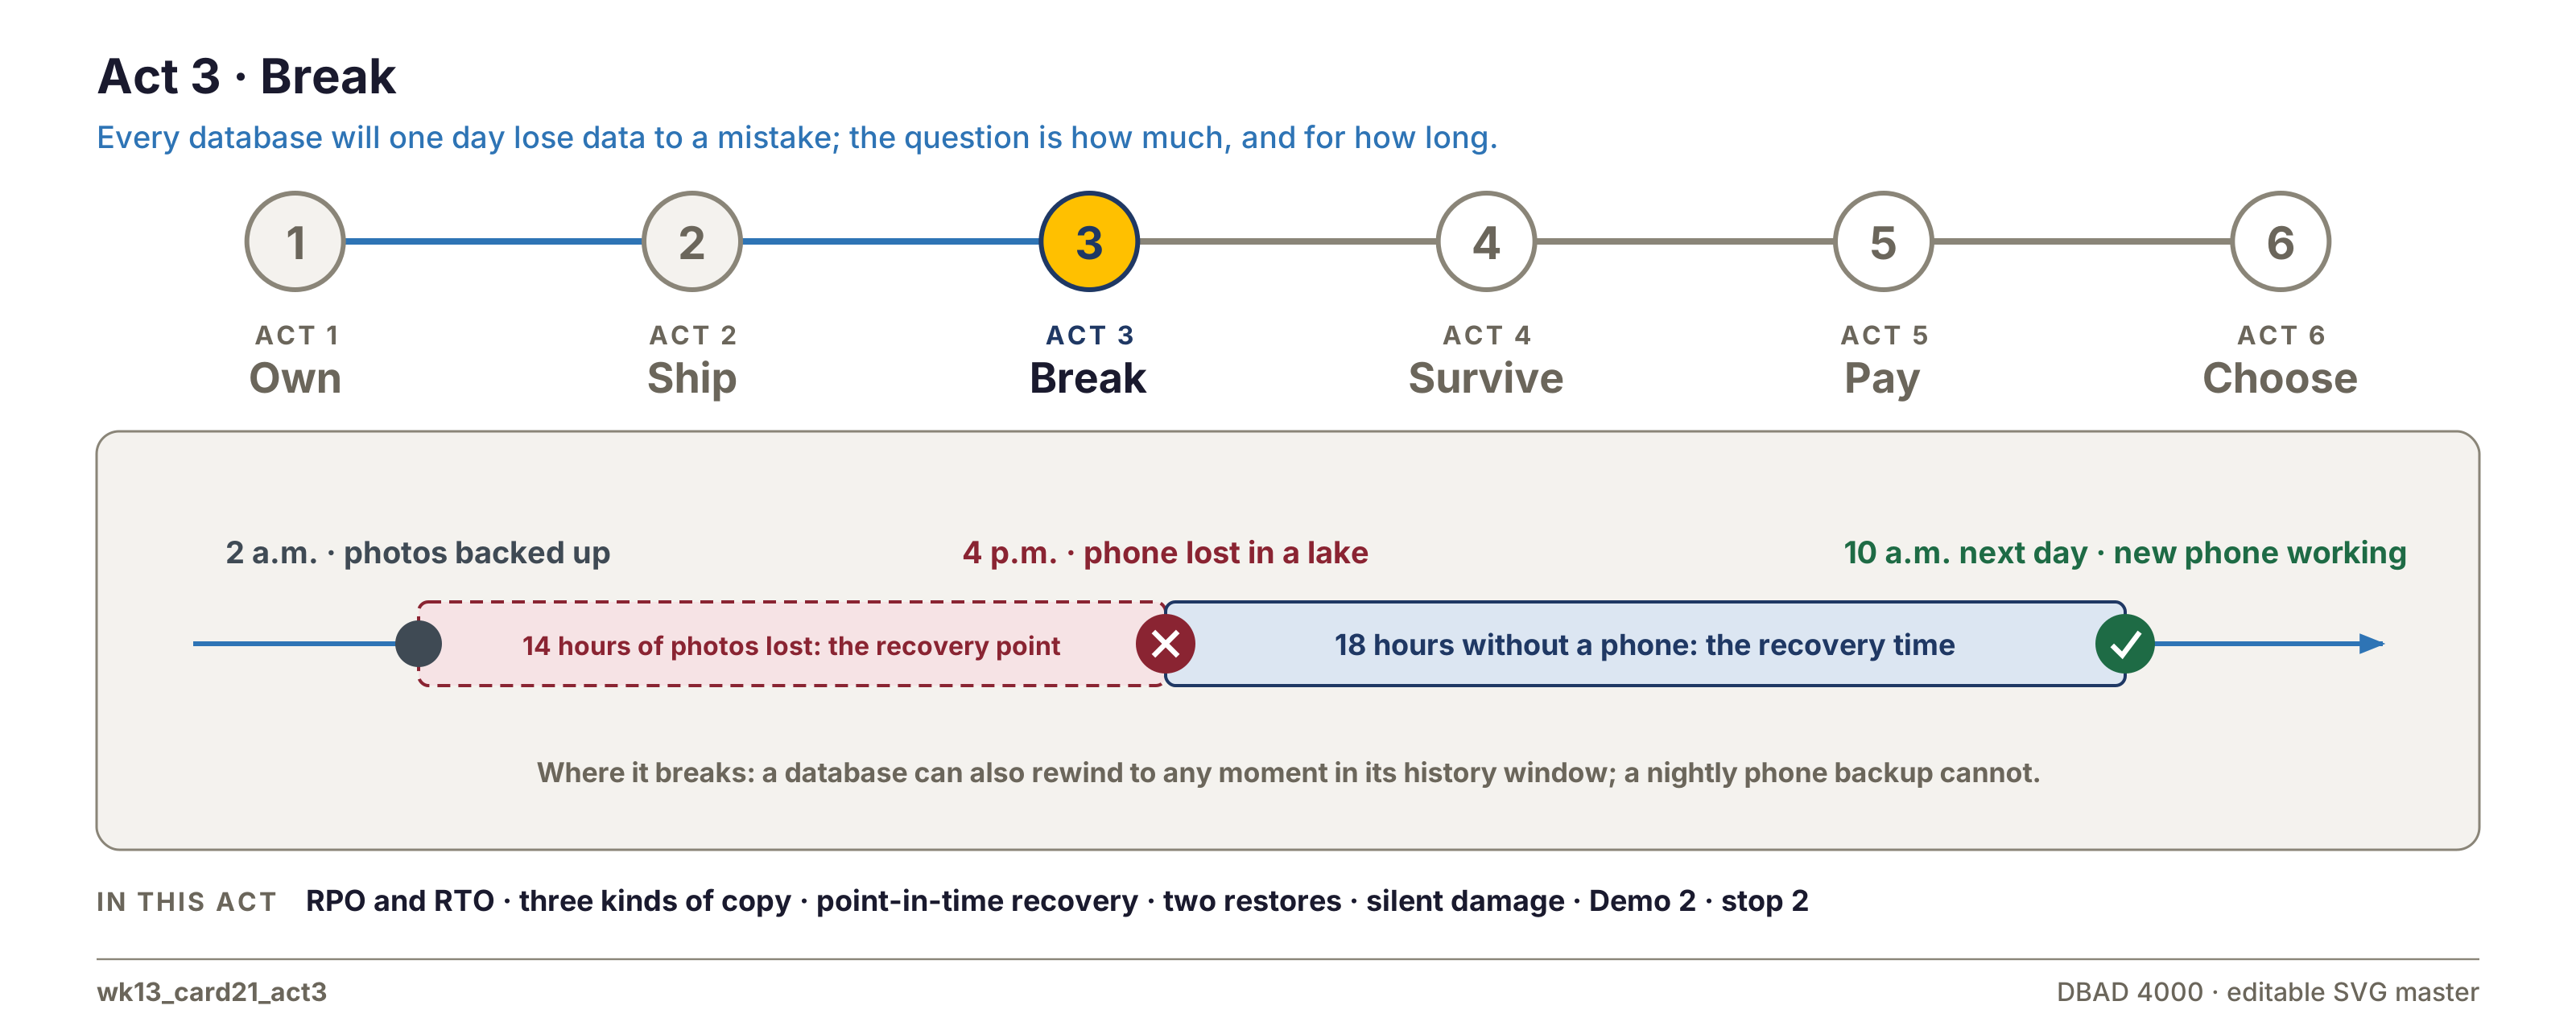 Act 3 · Break
Every database will one day lose data to a mistake; the question is how much, and for how long.
1 2 3 4 5 6
ACT 1 ACT 2 ACT 3 ACT 4 ACT 5 ACT 6
Own Ship Break Survive Pay Choose
2 a.m. · photos backed up 4 p.m. · phone lost in a lake 10 a.m. next day · new phone working
14 hours of photos lost: the recovery point 18 hours without a phone: the recovery time
Where it breaks: a database can also rewind to any moment in its history window; a nightly phone backup cannot.
IN THIS ACT RPO and RTO · three kinds of copy · point-in-time recovery · two restores · silent damage · Demo 2 · stop 2
wk13_card21_act3 DBAD 4000 · editable SVG master